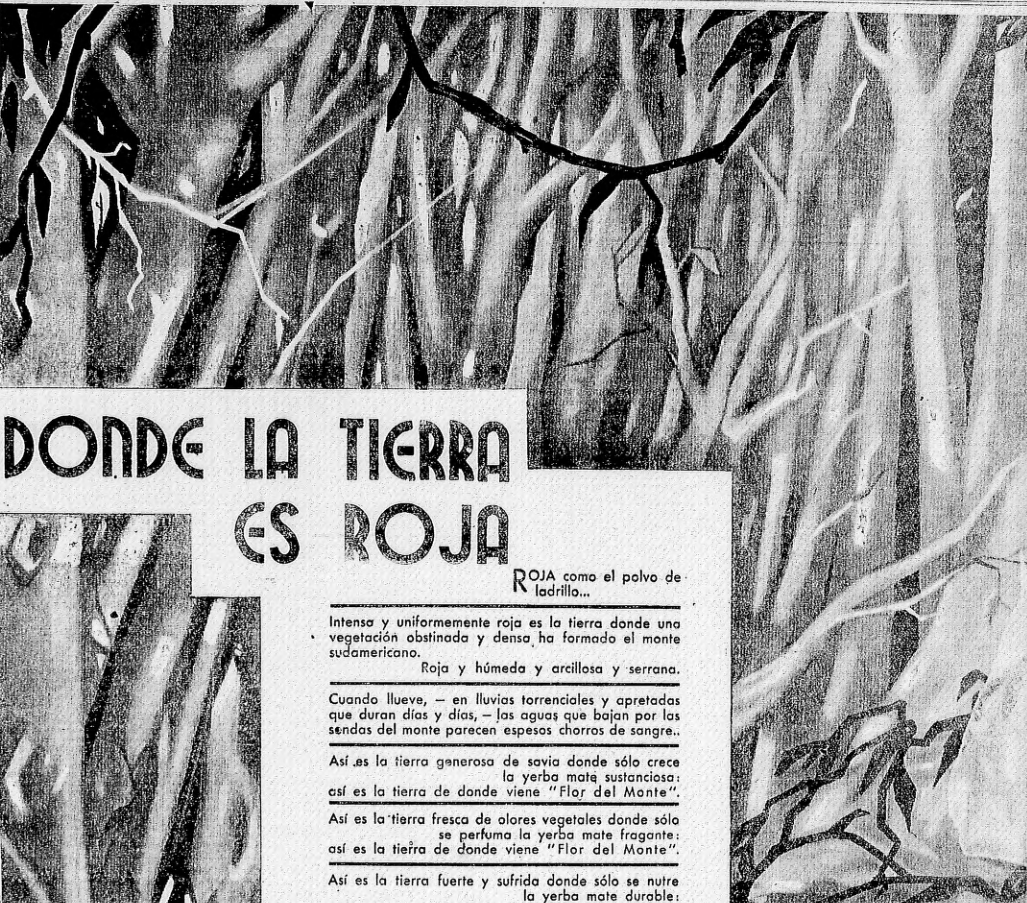 DONDE LA TIERRA
ES ROJA
ROJA como el polvo de
ladrillo...
Intensa y uniformemente roja es la tierra donde una
vegetación obstinada y densa ha formado el monte
sudamericano.
Roja y húmeda y arcillosa y serrana.
Cuando llueve, — en lluvias torrenciales y apretadas
que duran días y días, — las aguas que bajan por las
sendas del monte parecen espesos chorros de sangre..
Así es la tierra generosa de savia donde sólo crece
la yerba mate sustanciosa:
así es la tierra de donde viene "Flor del Monte".
Así es la tierra fresca de olores vegetales donde sólo
se perfuma la yerba mate fragante:
así es la tierra de donde viene "Flor del Monte".
Así es la tierra fuerte y sufrida donde sólo se nutre
la yerba mate durable: